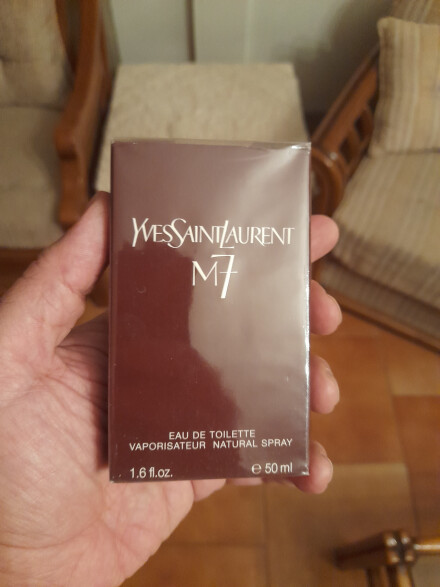 YVESSAINTLAURENT
M7
EAU DE TOILETTE
VAPORISATEUR NATURAL SPRAY
1.6 fl.oz. ℮ 50 ml